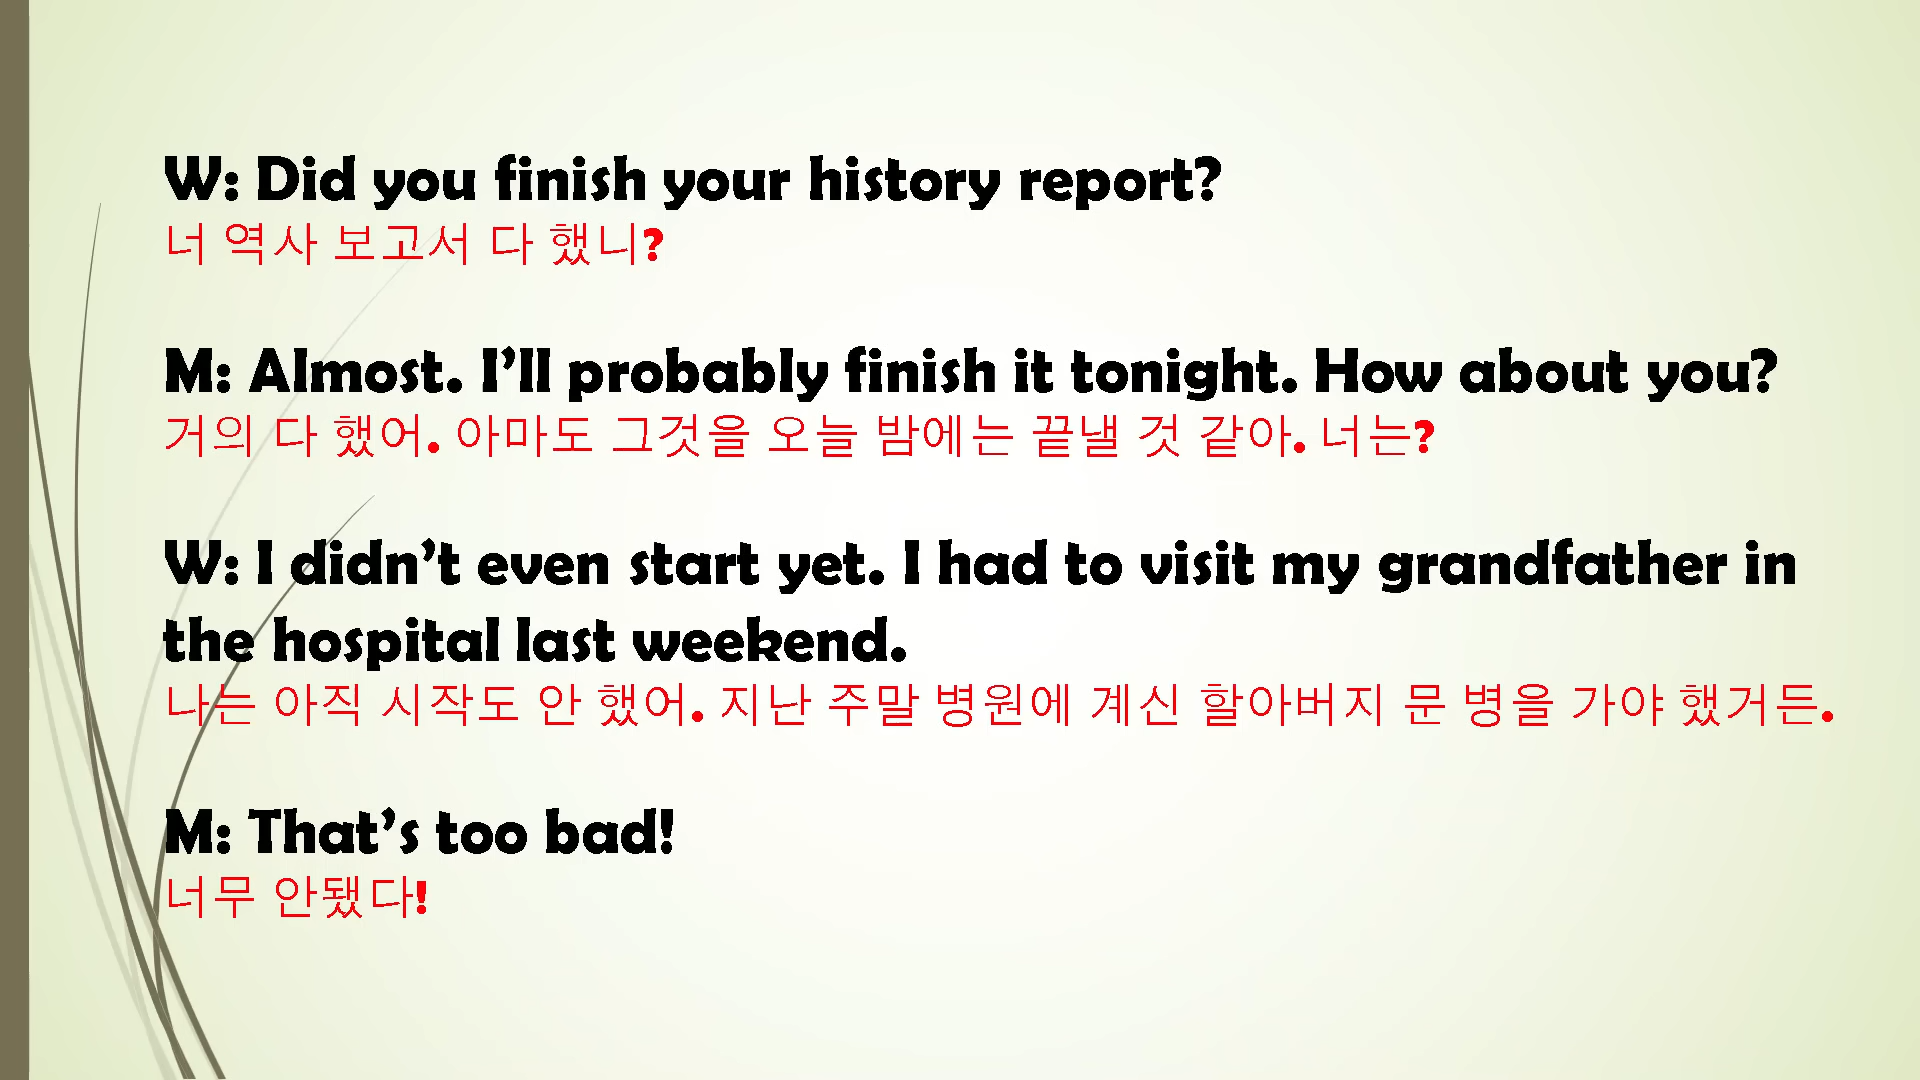 W: Did you finish your history report?
너 역사 보고서 다 했니?
M: Almost. I’ll probably finish it tonight. How about you?
거의 다 했어. 아마도 그것을 오늘 밤에는 끝낼 것 같아. 너는?
W: I didn’t even start yet. I had to visit my grandfather in
the hospital last weekend.
나는 아직 시작도 안 했어. 지난 주말 병원에 계신 할아버지 문 병을 가야 했거든.
M: That’s too bad!
너무 안됐다!